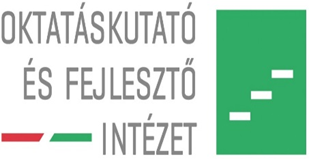 OKTATÁSKUTATÓ
ÉS FEJLESZTŐ
INTÉZET